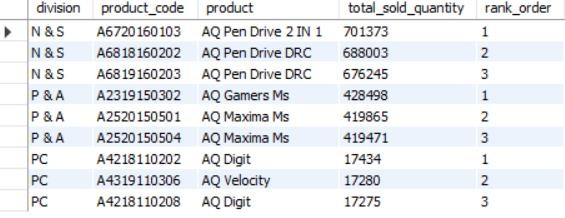 division product_code product total_sold_quantity rank_order
N & S A6720160103 AQ Pen Drive 2 IN 1 701373 1
N & S A6818160202 AQ Pen Drive DRC 688003 2
N & S A6819160203 AQ Pen Drive DRC 676245 3
P & A A2319150302 AQ Gamers Ms 428498 1
P & A A2520150501 AQ Maxima Ms 419865 2
P & A A2520150504 AQ Maxima Ms 419471 3
PC A4218110202 AQ Digit 17434 1
PC A4319110306 AQ Velocity 17280 2
PC A4218110208 AQ Digit 17275 3